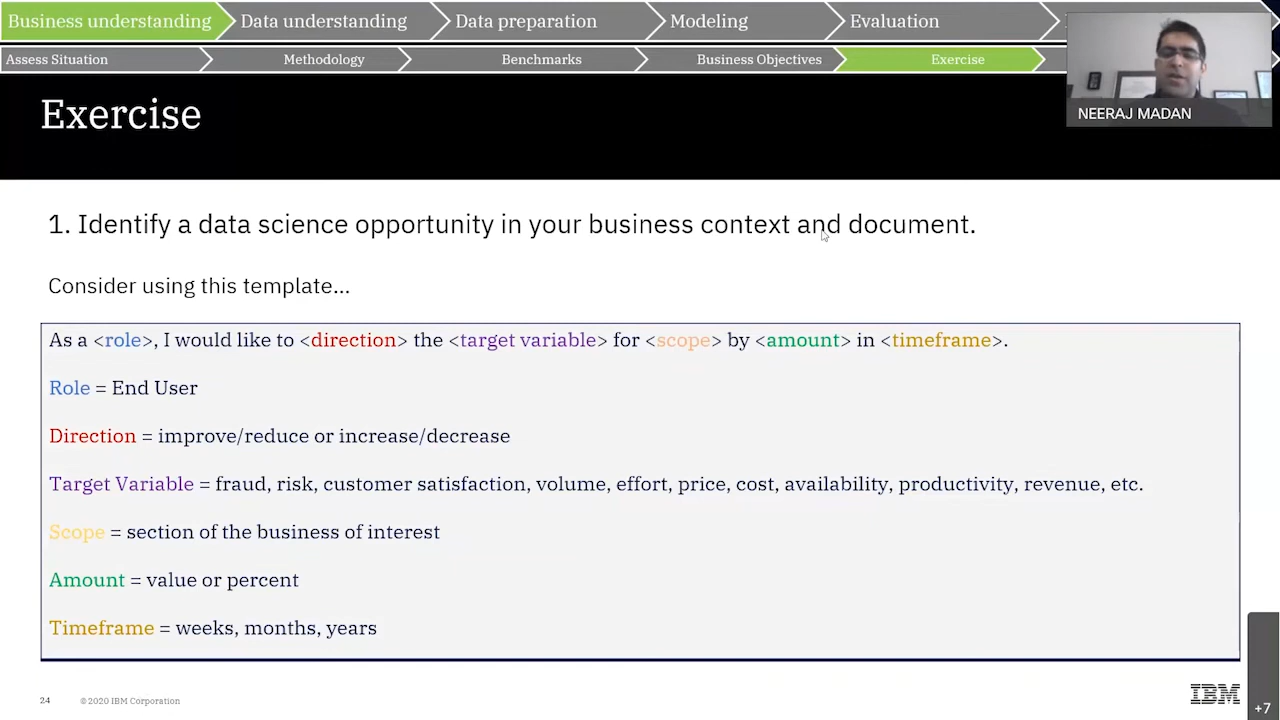 Business understanding
Data understanding
Data preparation
Modeling
Evaluation
Assess Situation
Methodology
Benchmarks
Business Objectives
Exercise
NEERAJ MADAN
Exercise
1. Identify a data science opportunity in your business context and document.
Consider using this template...
As a <role>, I would like to <direction> the <target variable> for <scope> by <amount> in <timeframe>.
Role = End User
Direction = improve/reduce or increase/decrease
Target Variable = fraud, risk, customer satisfaction, volume, effort, price, cost, availability, productivity, revenue, etc.
Scope = section of the business of interest
Amount = value or percent
Timeframe = weeks, months, years
24
© 2020 IBM Corporation
IBM
+7